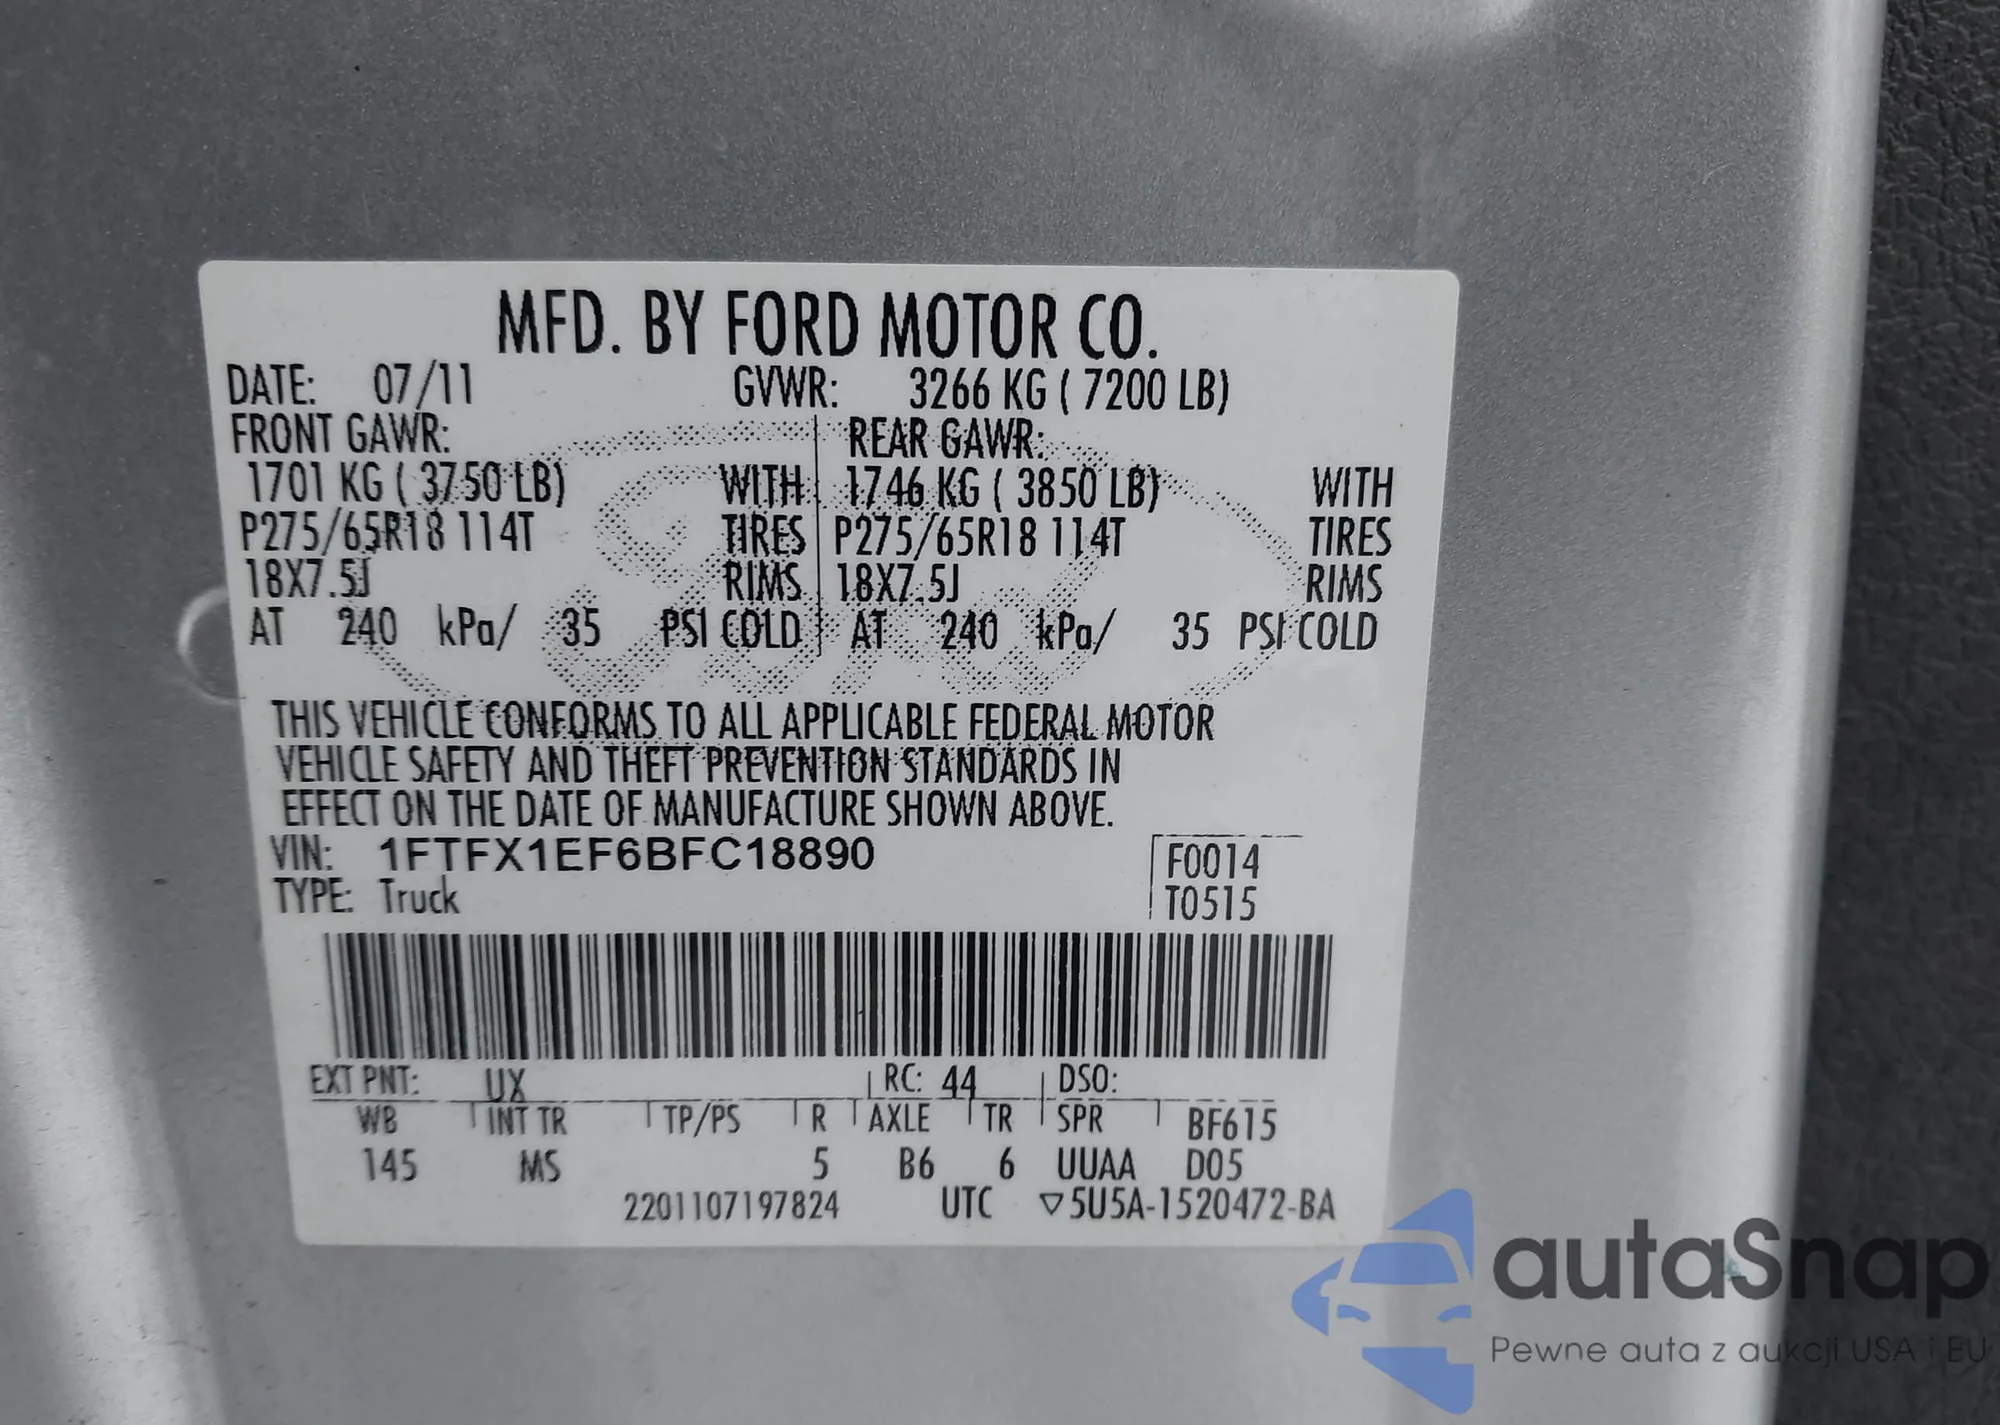 MFD. BY FORD MOTOR CO.
DATE: 07/11 GVWR: 3266 KG ( 7200 LB)
FRONT GAWR: REAR GAWR:
1701 KG ( 3750 LB) WITH 1746 KG ( 3850 LB) WITH
P275/65R18 114T TIRES P275/65R18 114T TIRES
18X7.5J RIMS 18X7.5J RIMS
AT 240 kPa/ 35 PSI COLD AT 240 kPa/ 35 PSI COLD
THIS VEHICLE CONFORMS TO ALL APPLICABLE FEDERAL MOTOR
VEHICLE SAFETY AND THEFT PREVENTION STANDARDS IN
EFFECT ON THE DATE OF MANUFACTURE SHOWN ABOVE.
VIN: 1FTFX1EF6BFC18890 F0014
TYPE: Truck T0515
EXT PNT: UX RC: 44 DSO:
WB INT TR TP/PS R AXLE TR SPR BF615
145 MS 5 B6 6 UUAA D05
2201107197824 UTC ▽5U5A-1520472-BA
autaSnap
Pewne auta z aukcji USA i EU